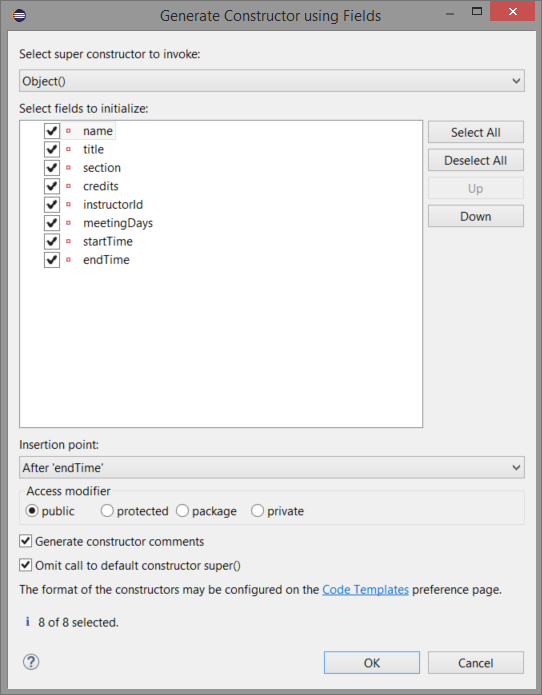 Generate Constructor using Fields
Select super constructor to invoke:
Object()
Select fields to initialize:
name
title
section
credits
instructorId
meetingDays
startTime
endTime
Select All
Deselect All
Up
Down
Insertion point:
After 'endTime'
Access modifier
public protected package private
Generate constructor comments
Omit call to default constructor super()
The format of the constructors may be configured on the Code Templates preference page.
i 8 of 8 selected.
? OK Cancel